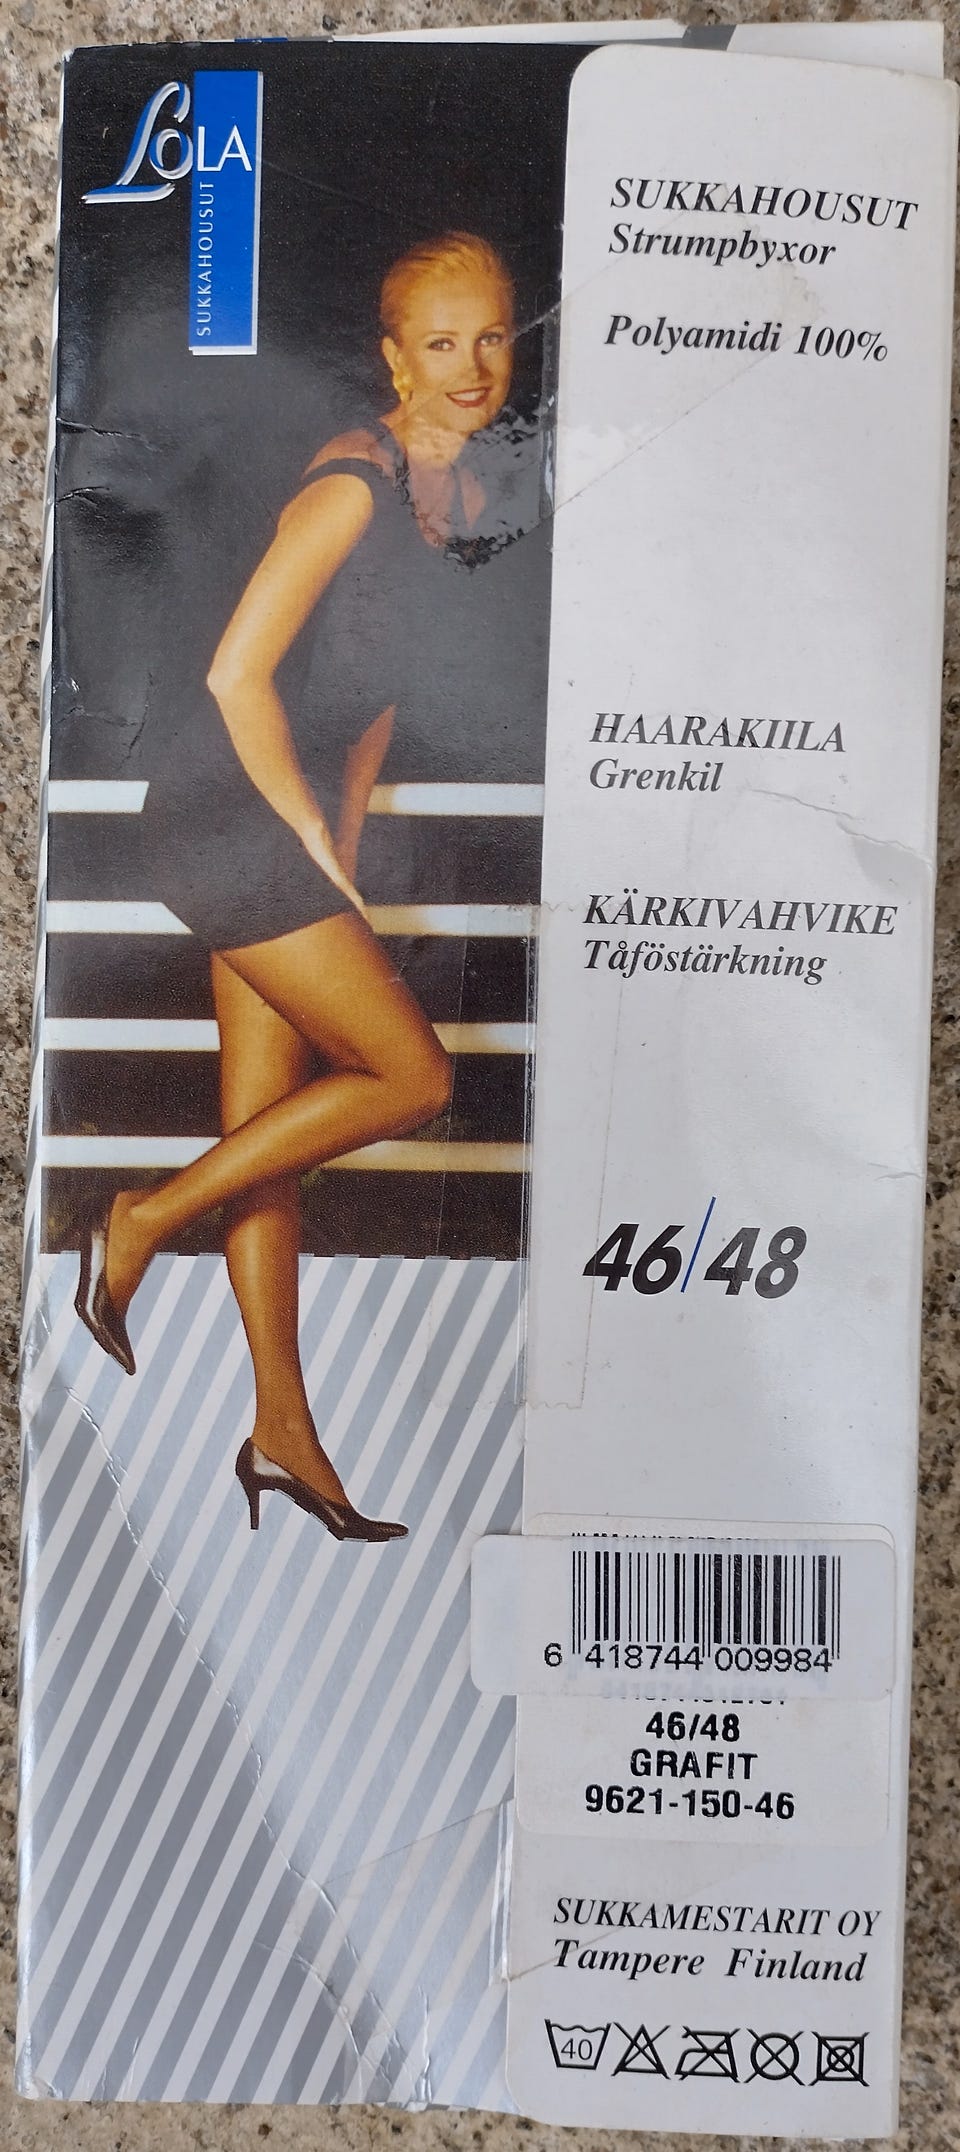 LOLA
SUKKAHOUSUT
SUKKAHOUSUT
Strumpbyxor
Polyamidi 100%
HAARAKIILA
Grenkil
KÄRKIVAHVIKE
Tåföstärkning
46/48
6 418744 009984
46/48
GRAFIT
9621-150-46
SUKKAMESTARIT OY
Tampere Finland
40